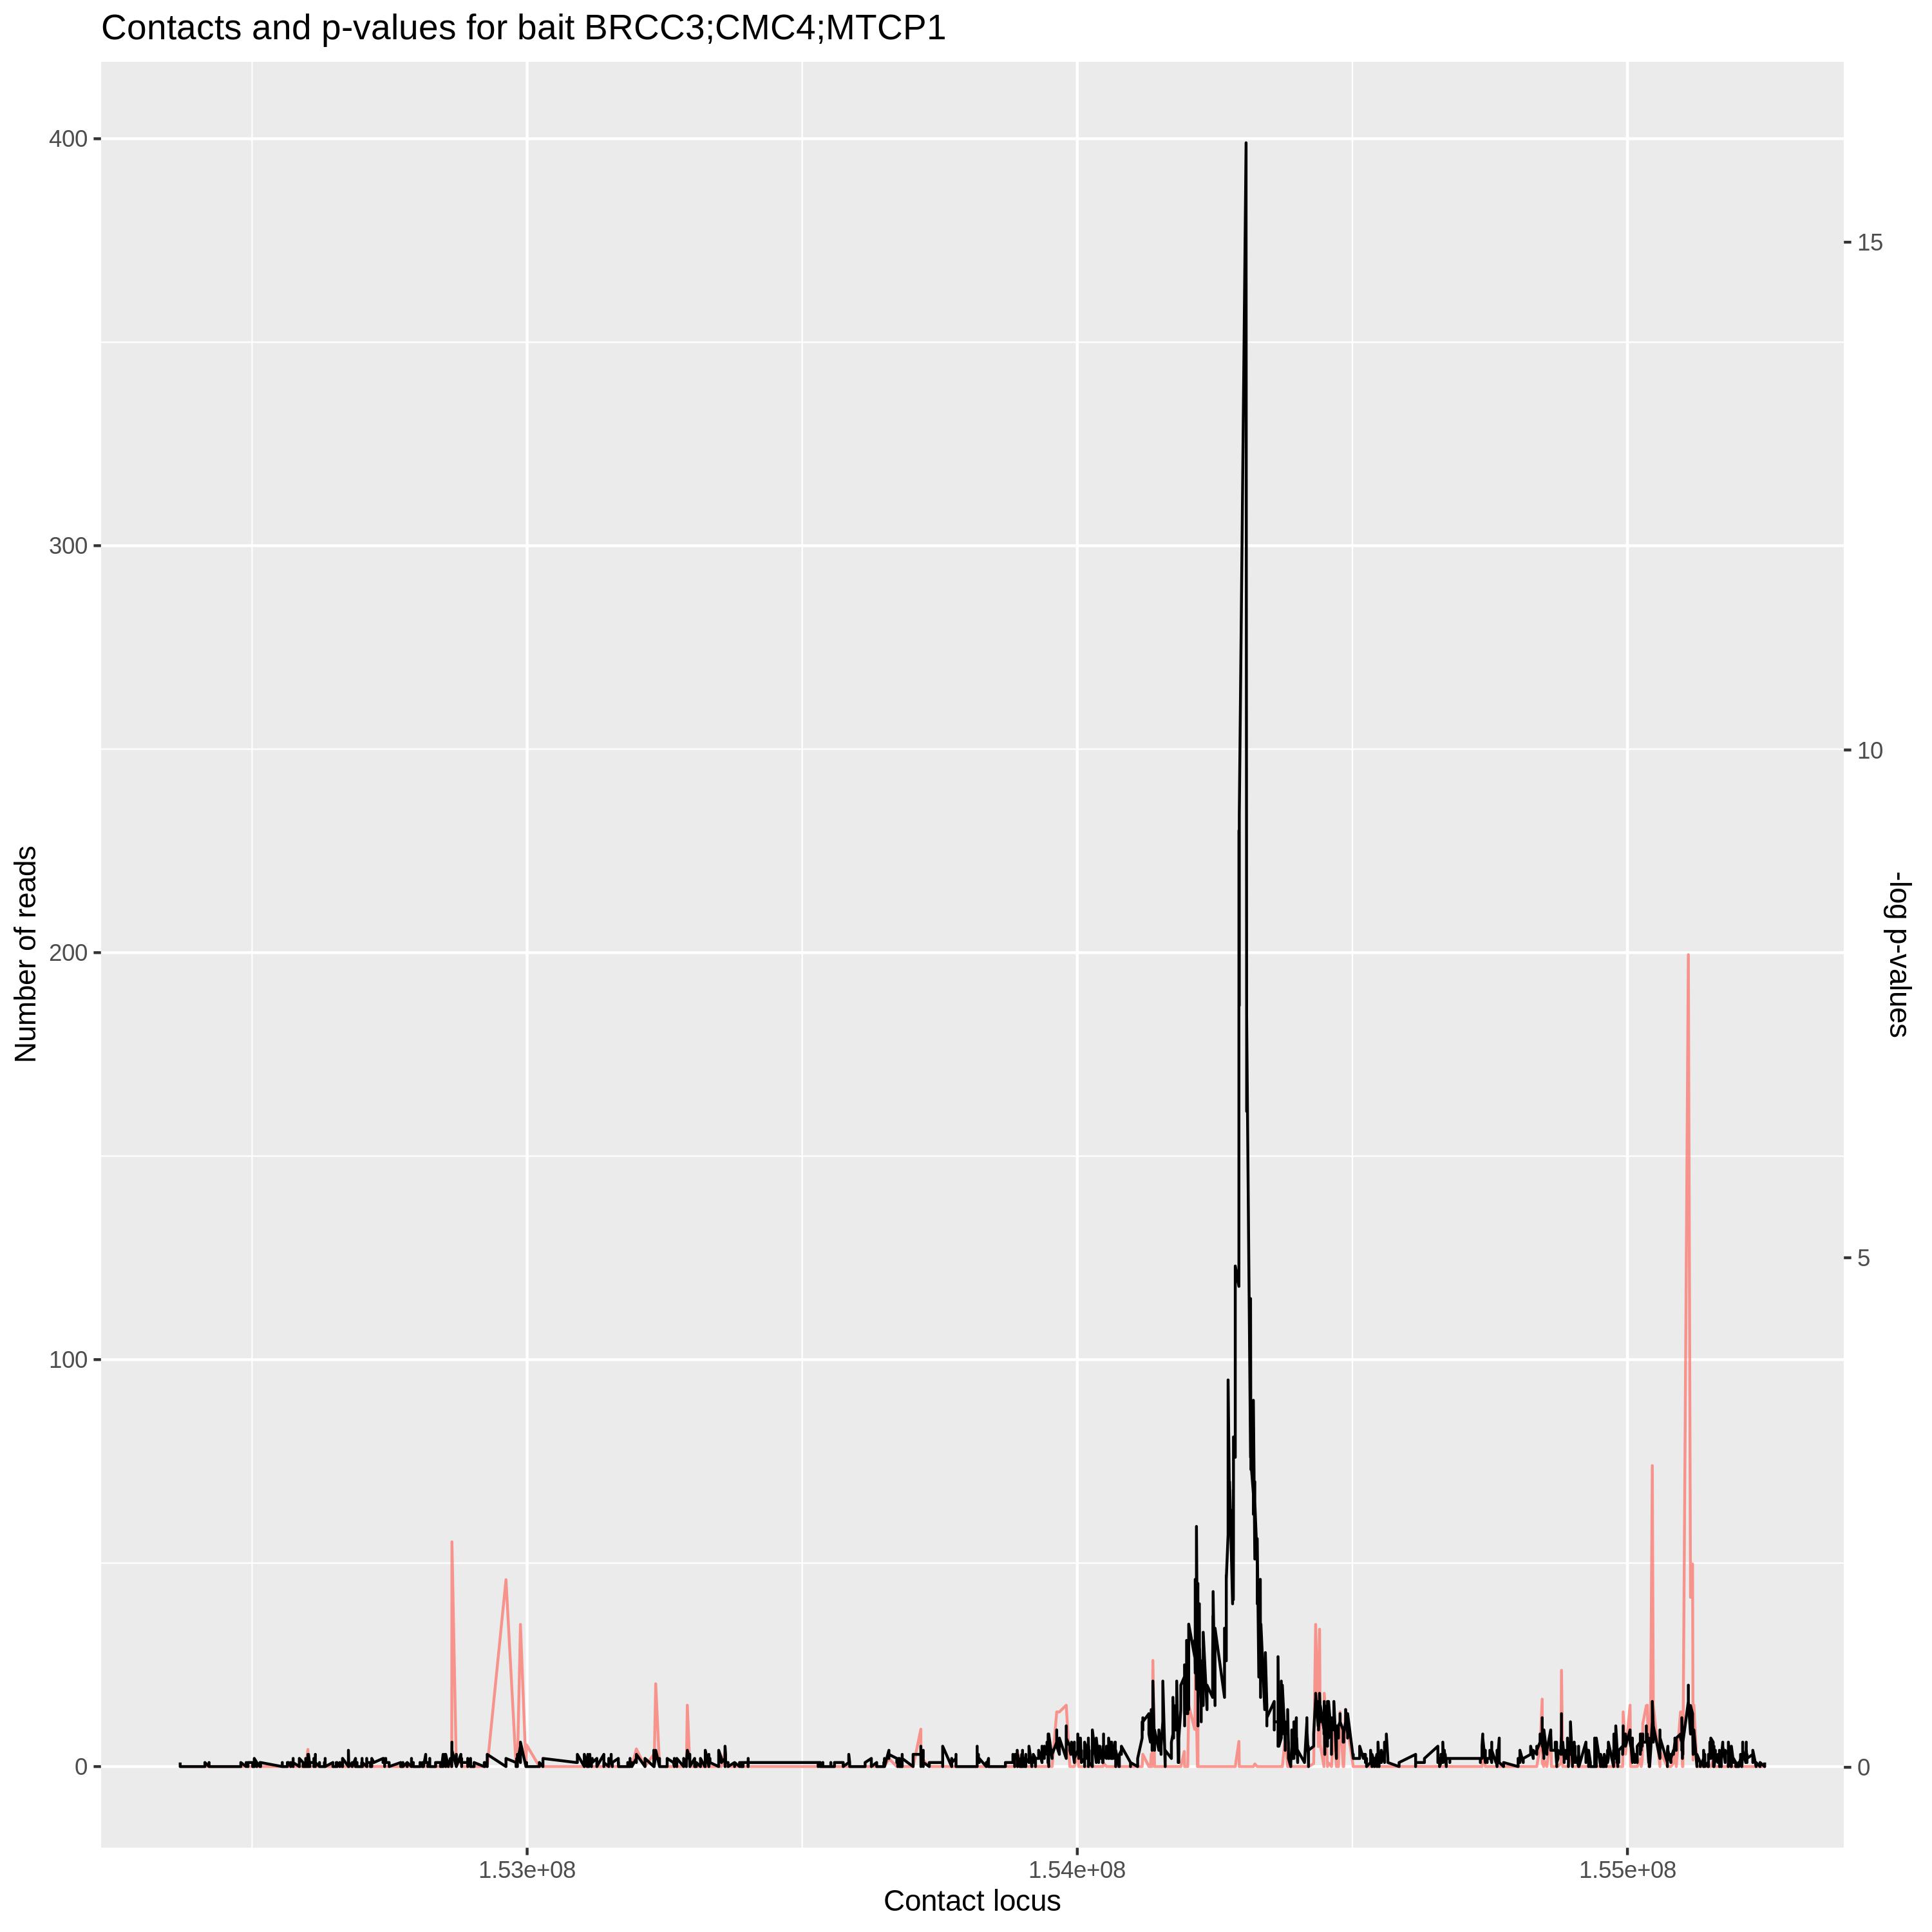 Contacts and p-values for bait BRCC3;CMC4;MTCP1
400
300
200
100
0
Number of reads
15
10
5
0
-log p-values
1.53e+08
1.54e+08
1.55e+08
Contact locus